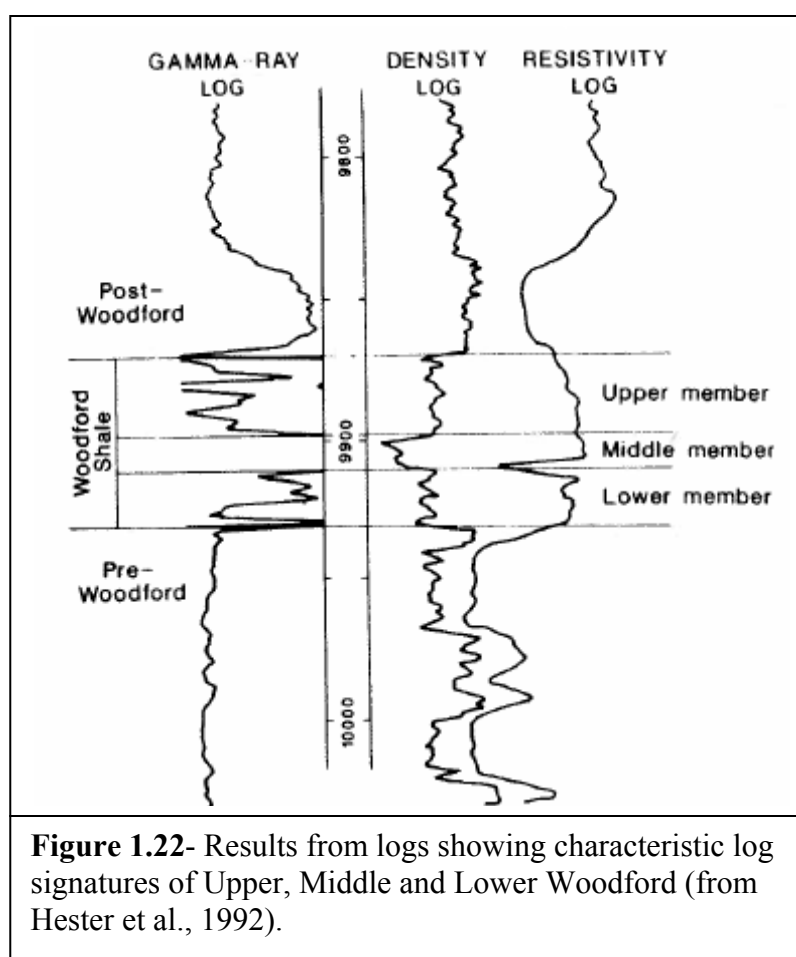 GAMMA-RAY LOG
DENSITY LOG
RESISTIVITY LOG
9800
Post-
Woodford
Woodford
Shale
Upper member
9900
Middle member
Lower member
Pre-
Woodford
10000
Figure 1.22- Results from logs showing characteristic log
signatures of Upper, Middle and Lower Woodford (from
Hester et al., 1992).